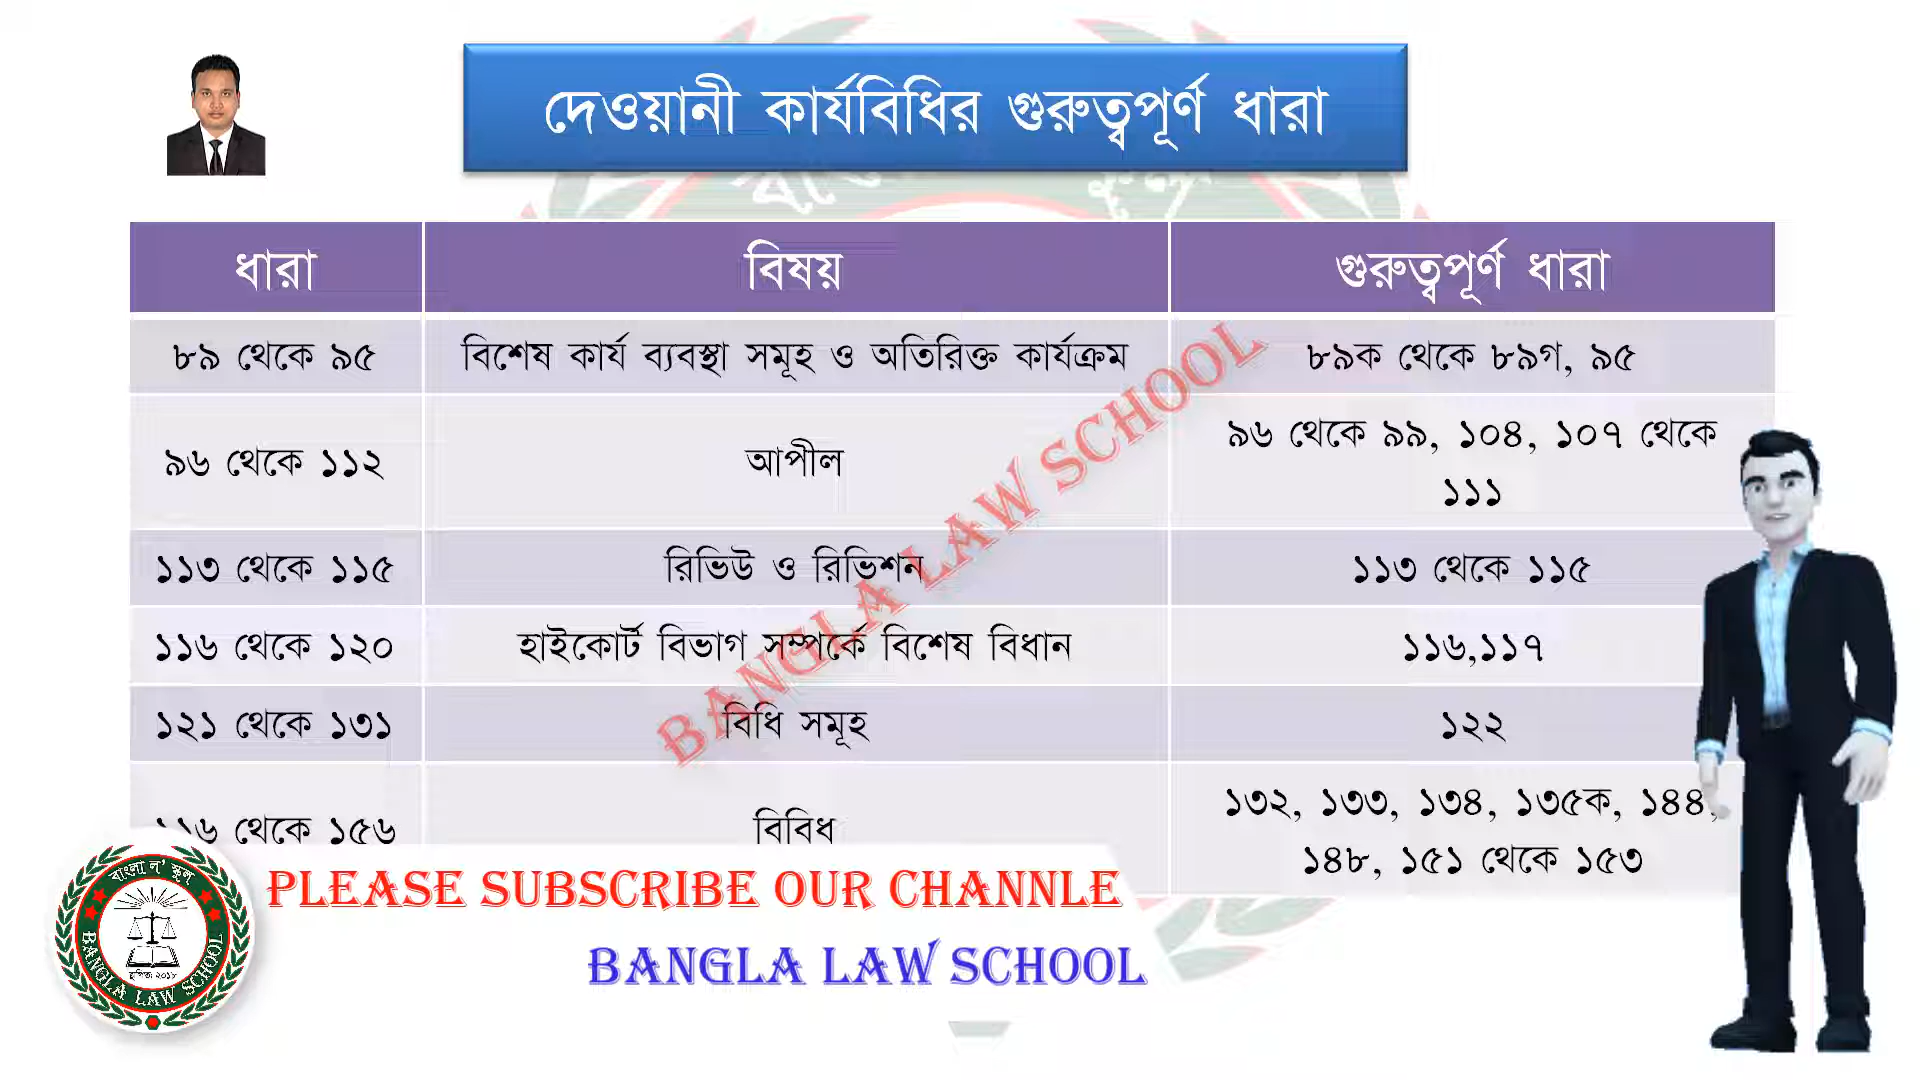 দেওয়ানী কার্যবিধির গুরুত্বপূর্ণ ধারা
ধারা বিষয় গুরুত্বপূর্ণ ধারা
৮৯ থেকে ৯৫ বিশেষ কার্য ব্যবস্থা সমূহ ও অতিরিক্ত কার্যক্রম ৮৯ক থেকে ৮৯গ, ৯৫
৯৬ থেকে ১১২ আপীল ৯৬ থেকে ৯৯, ১০৪, ১০৭ থেকে
১১১
১১৩ থেকে ১১৫ রিভিউ ও রিভিশন ১১৩ থেকে ১১৫
১১৬ থেকে ১২০ হাইকোর্ট বিভাগ সম্পর্কে বিশেষ বিধান ১১৬,১১৭
১২১ থেকে ১৩১ বিধি সমূহ ১২২
১১৬ থেকে ১৫৬ বিবিধ ১৩২, ১৩৩, ১৩৪, ১৩৫ক, ১৪৪,
১৪৮, ১৫১ থেকে ১৫৩
BANGLA LAW SCHOOL
PLEASE SUBSCRIBE OUR CHANNLE
BANGLA LAW SCHOOL
বাংলা ল' স্কুল
স্থাপিত ২০১৮
BANGLA LAW SCHOOL